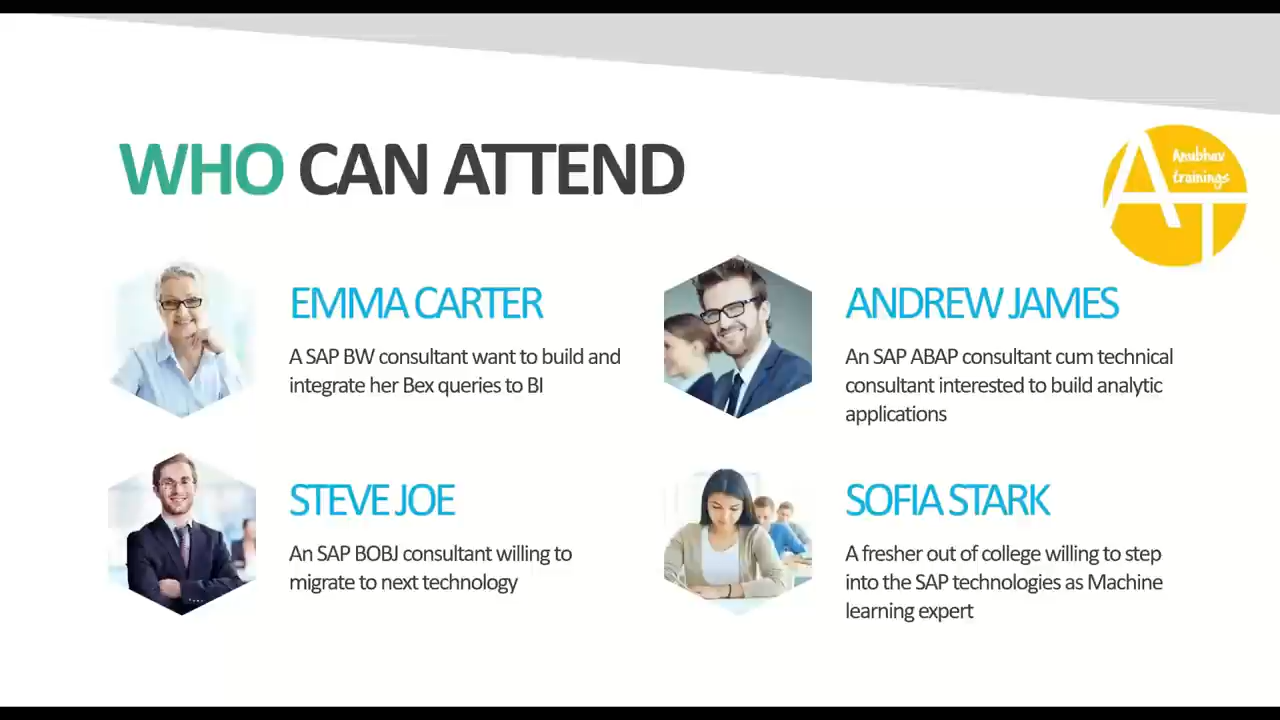 WHO CAN ATTEND
Anubhav
trainings
AT
EMMA CARTER
A SAP BW consultant want to build and
integrate her Bex queries to BI
ANDREW JAMES
An SAP ABAP consultant cum technical
consultant interested to build analytic
applications
STEVE JOE
An SAP BOBJ consultant willing to
migrate to next technology
SOFIA STARK
A fresher out of college willing to step
into the SAP technologies as Machine
learning expert